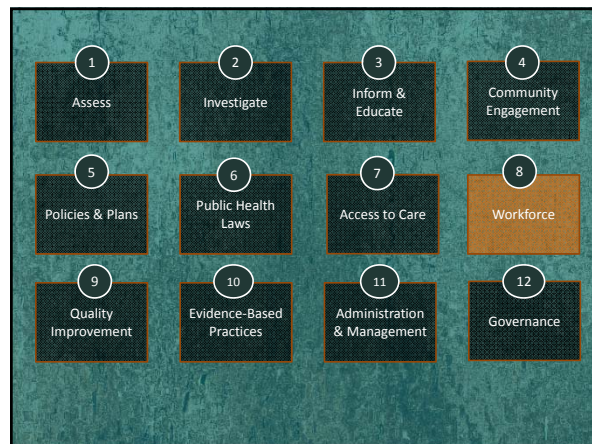 1
Assess
2
Investigate
3
Inform &
Educate
4
Community
Engagement
5
Policies & Plans
6
Public Health
Laws
7
Access to Care
8
Workforce
9
Quality
Improvement
10
Evidence-Based
Practices
11
Administration
& Management
12
Governance